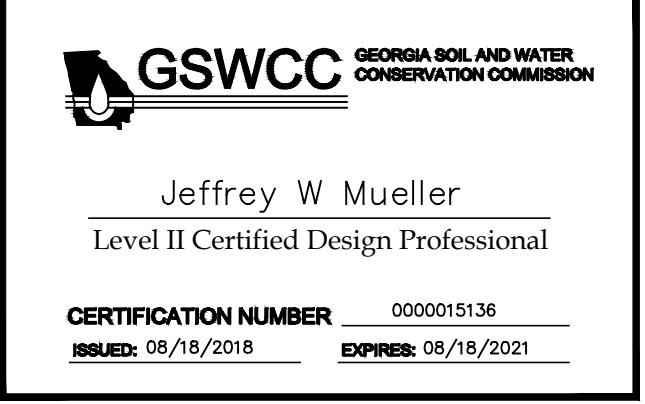 GSWCC
GEORGIA SOIL AND WATER
CONSERVATION COMMISSION
Jeffrey W Mueller
Level II Certified Design Professional
CERTIFICATION NUMBER 0000015136
ISSUED: 08/18/2018 EXPIRES: 08/18/2021